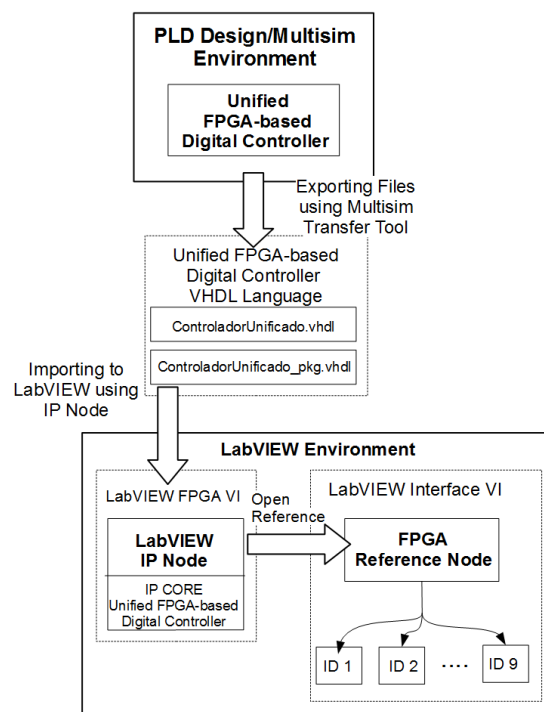 PLD Design/Multisim
Environment
Unified
FPGA-based
Digital Controller
Exporting Files
using Multisim
Transfer Tool
Unified FPGA-based
Digital Controller
VHDL Language
ControladorUnificado.vhdl
ControladorUnificado_pkg.vhdl
Importing to
LabVIEW using
IP Node
LabVIEW Environment
LabVIEW FPGA VI
LabVIEW
IP Node
IP CORE
Unified FPGA-based
Digital Controller
Open
Reference
LabVIEW Interface VI
FPGA
Reference Node
ID 1
ID 2
....
ID 9